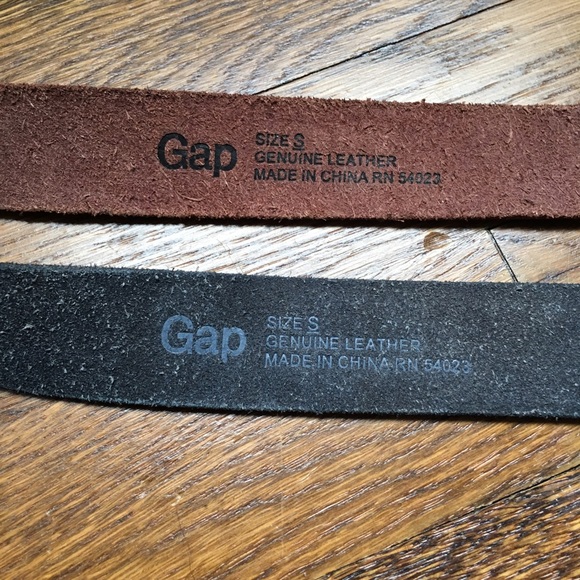 Gap
SIZE S
GENUINE LEATHER
MADE IN CHINA RN 54023
Gap
SIZE S
GENUINE LEATHER
MADE IN CHINA RN 54023